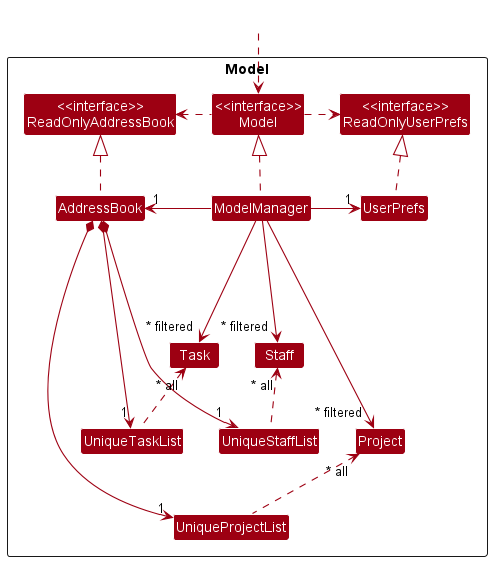 Model
<<interface>>
ReadOnlyAddressBook
<<interface>>
Model
<<interface>>
ReadOnlyUserPrefs
AddressBook
1
ModelManager
1
UserPrefs
* filtered
* filtered
Task
Staff
* all
* all
1
1
* filtered
UniqueTaskList
UniqueStaffList
Project
* all
1
UniqueProjectList